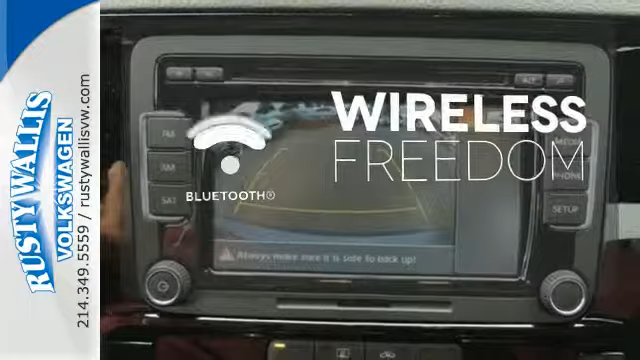 RUSTY WALLIS
VOLKSWAGEN
214.349.5559 / rustywallisvw.com
WIRELESS
FREEDOM
BLUETOOTH®
FM
AM
SAT
MEDIA
PHONE
SETUP
Always make sure it is safe to back up!